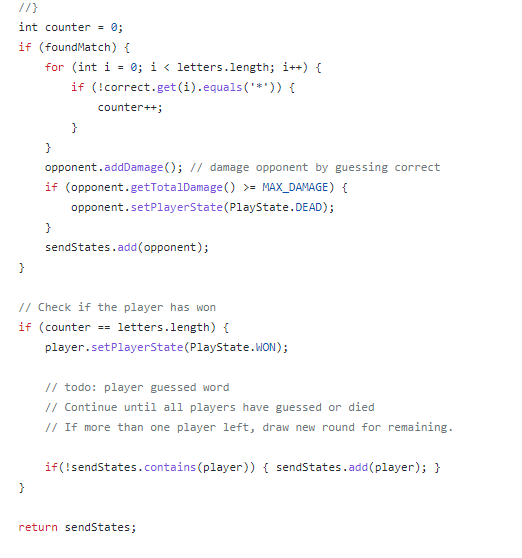 //}
int counter = 0;
if (foundMatch) {
    for (int i = 0; i < letters.length; i++) {
        if (!correct.get(i).equals('*')) {
            counter++;
        }
    }
    opponent.addDamage(); // damage opponent by guessing correct
    if (opponent.getTotalDamage() >= MAX_DAMAGE) {
        opponent.setPlayerState(PlayState.DEAD);
    }
    sendStates.add(opponent);
}

// Check if the player has won
if (counter == letters.length) {
    player.setPlayerState(PlayState.WON);

    // todo: player guessed word
    // Continue until all players have guessed or died
    // If more than one player left, draw new round for remaining.

    if(!sendStates.contains(player)) { sendStates.add(player); }
}

return sendStates;